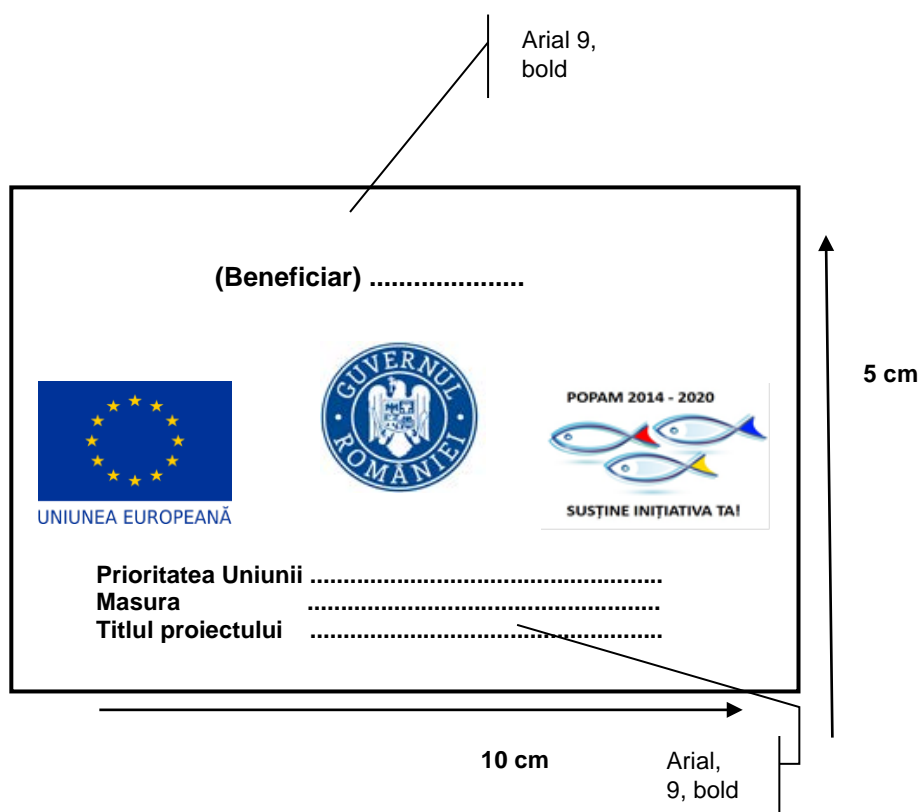 Arial 9,
bold
(Beneficiar) .....................
GUVERNUL
ROMÂNIEI
POPAM 2014 - 2020
5 cm
UNIUNEA EUROPEANĂ
SUSȚINE INIȚIATIVA TA!
Prioritatea Uniunii .....................................................
Masura .....................................................
Titlul proiectului .....................................................
10 cm
Arial,
9, bold